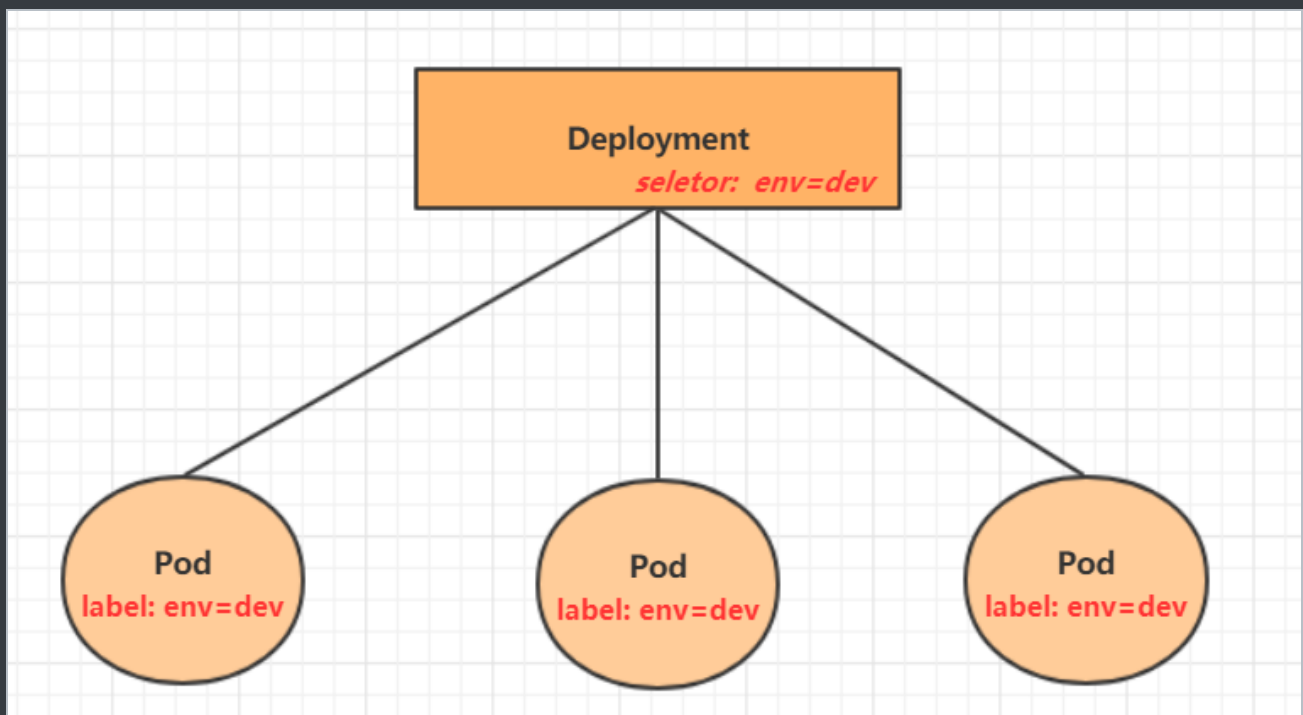 Deployment
seletor: env=dev
Pod
label: env=dev
Pod
label: env=dev
Pod
label: env=dev